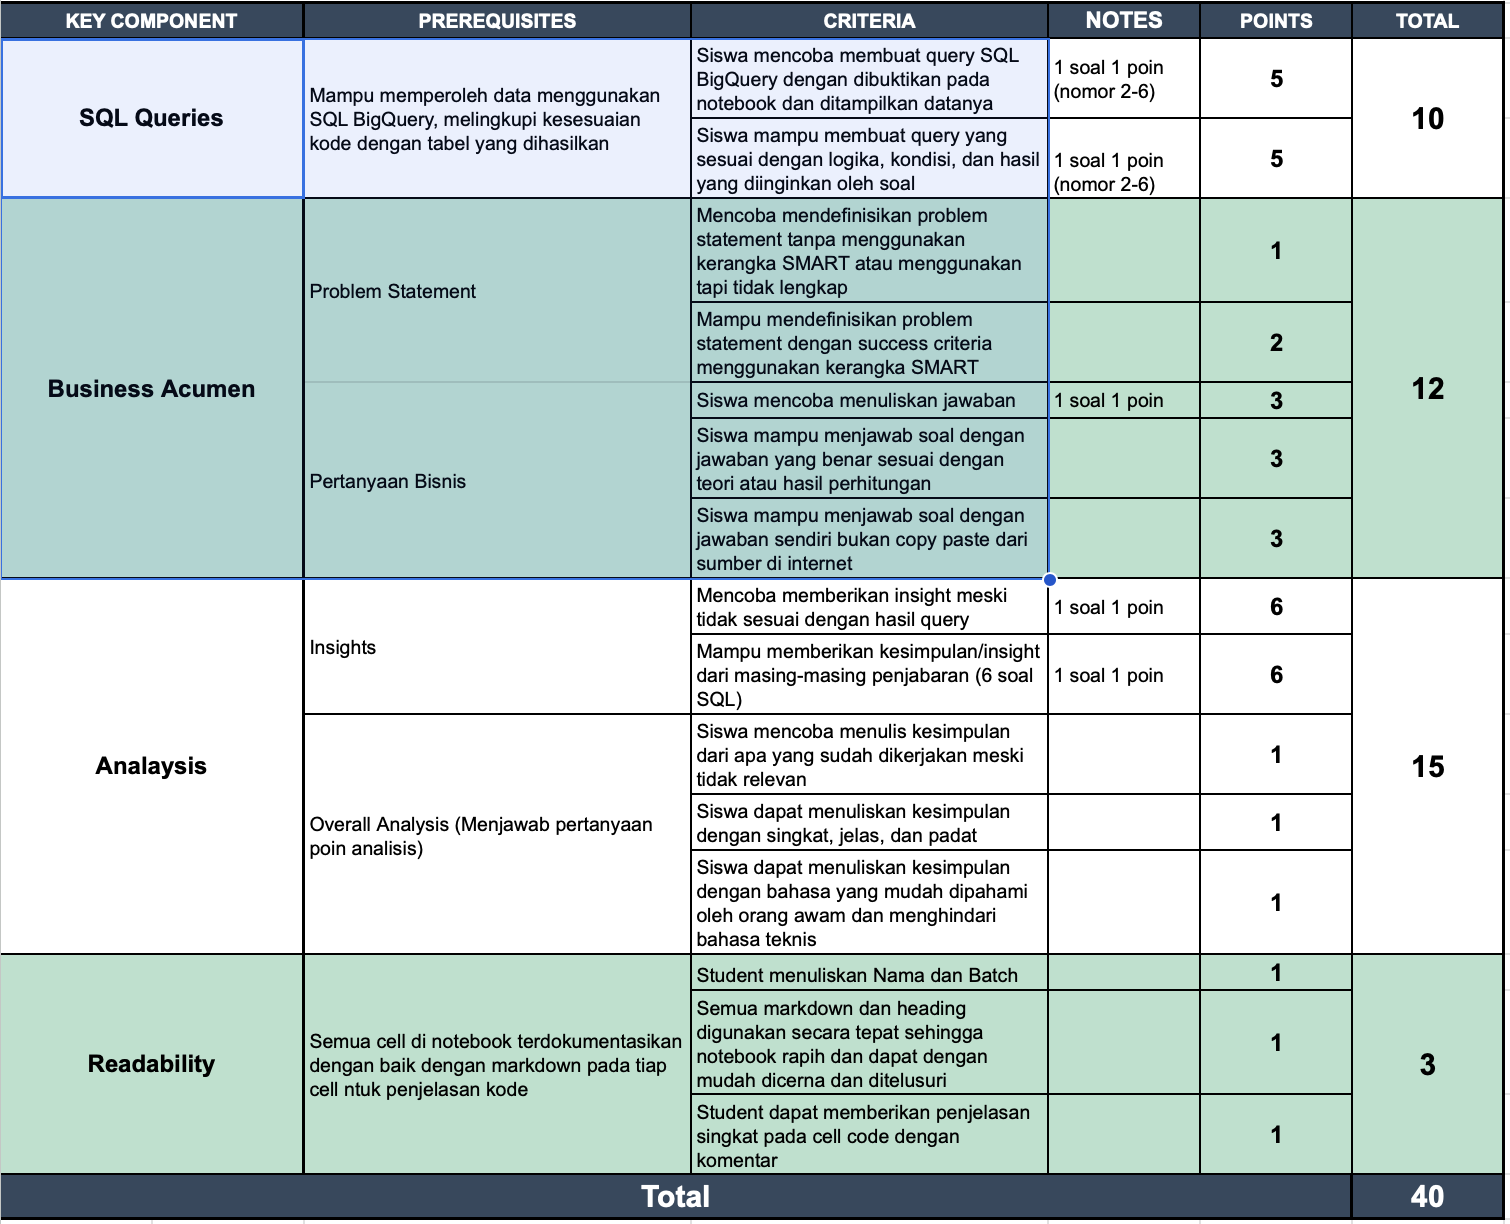 KEY COMPONENT
PREREQUISITES
CRITERIA
NOTES
POINTS
TOTAL
SQL Queries
Mampu memperoleh data menggunakan
SQL BigQuery, melingkupi kesesuaian
kode dengan tabel yang dihasilkan
Siswa mencoba membuat query SQL
BigQuery dengan dibuktikan pada
notebook dan ditampilkan datanya
1 soal 1 poin
(nomor 2-6)
5
10
Siswa mampu membuat query yang
sesuai dengan logika, kondisi, dan hasil
yang diinginkan oleh soal
1 soal 1 poin
(nomor 2-6)
5
Business Acumen
Problem Statement
Mencoba mendefinisikan problem
statement tanpa menggunakan
kerangka SMART atau menggunakan
tapi tidak lengkap
1
12
Mampu mendefinisikan problem
statement dengan success criteria
menggunakan kerangka SMART
2
Pertanyaan Bisnis
Siswa mencoba menuliskan jawaban
1 soal 1 poin
3
Siswa mampu menjawab soal dengan
jawaban yang benar sesuai dengan
teori atau hasil perhitungan
3
Siswa mampu menjawab soal dengan
jawaban sendiri bukan copy paste dari
sumber di internet
3
Analaysis
Insights
Mencoba memberikan insight meski
tidak sesuai dengan hasil query
1 soal 1 poin
6
15
Mampu memberikan kesimpulan/insight
dari masing-masing penjabaran (6 soal
SQL)
1 soal 1 poin
6
Overall Analysis (Menjawab pertanyaan
poin analisis)
Siswa mencoba menulis kesimpulan
dari apa yang sudah dikerjakan meski
tidak relevan
1
Siswa dapat menuliskan kesimpulan
dengan singkat, jelas, dan padat
1
Siswa dapat menuliskan kesimpulan
dengan bahasa yang mudah dipahami
oleh orang awam dan menghindari
bahasa teknis
1
Readability
Semua cell di notebook terdokumentasikan
dengan baik dengan markdown pada tiap
cell ntuk penjelasan kode
Student menuliskan Nama dan Batch
1
3
Semua markdown dan heading
digunakan secara tepat sehingga
notebook rapih dan dapat dengan
mudah dicerna dan ditelusuri
1
Student dapat memberikan penjelasan
singkat pada cell code dengan
komentar
1
Total
40